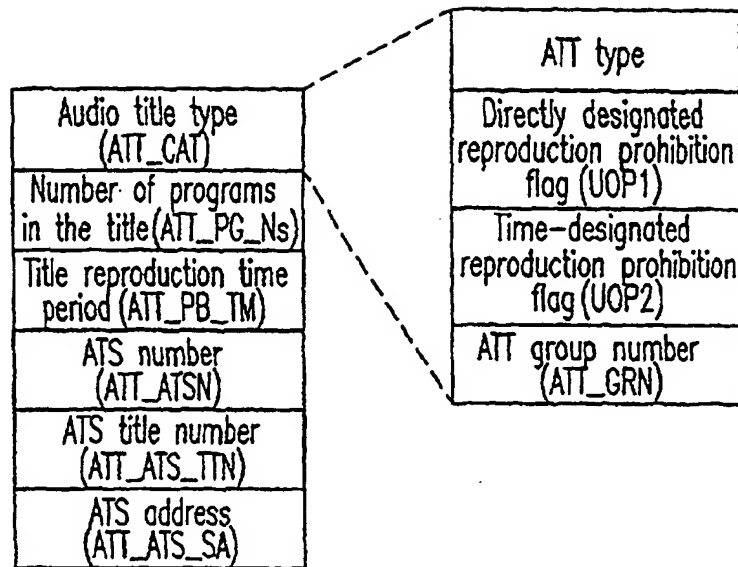 Audio title type
(ATT_CAT)
Number of programs
in the title(ATT_PG_Ns)
Title reproduction time
period(ATT_PB_TM)
ATS number
(ATT_ATSN)
ATS title number
(ATT_ATS_TTN)
ATS address
(ATT_ATS_SA)
ATT type
Directly designated
reproduction prohibition
flag(UOP1)
Time-designated
reproduction prohibition
flag(UOP2)
ATT group number
(ATT_GRN)